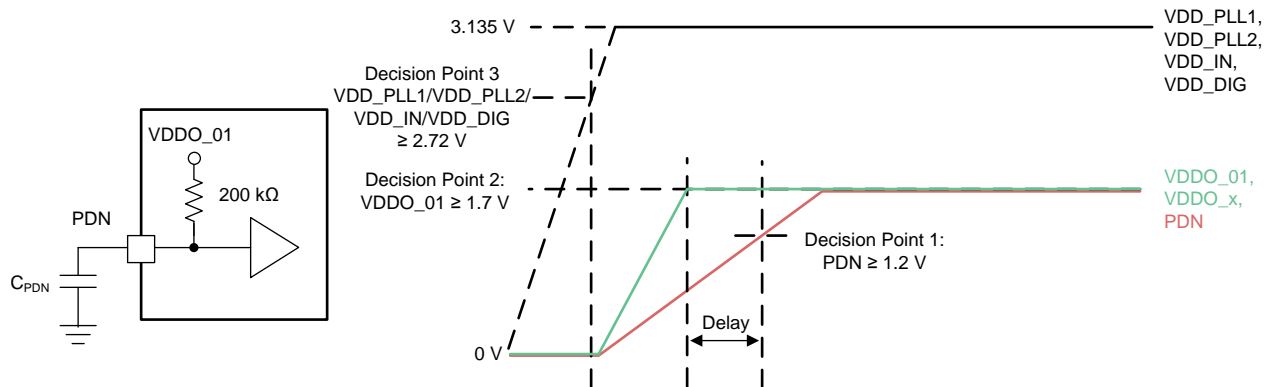 VDDO_01
200 kΩ
PDN
C_PDN
3.135 V
Decision Point 3
VDD_PLL1/VDD_PLL2/
VDD_IN/VDD_DIG
≥ 2.72 V
Decision Point 2:
VDDO_01 ≥ 1.7 V
0 V
Decision Point 1:
PDN ≥ 1.2 V
Delay
VDD_PLL1,
VDD_PLL2,
VDD_IN,
VDD_DIG
VDDO_01,
VDDO_x,
PDN